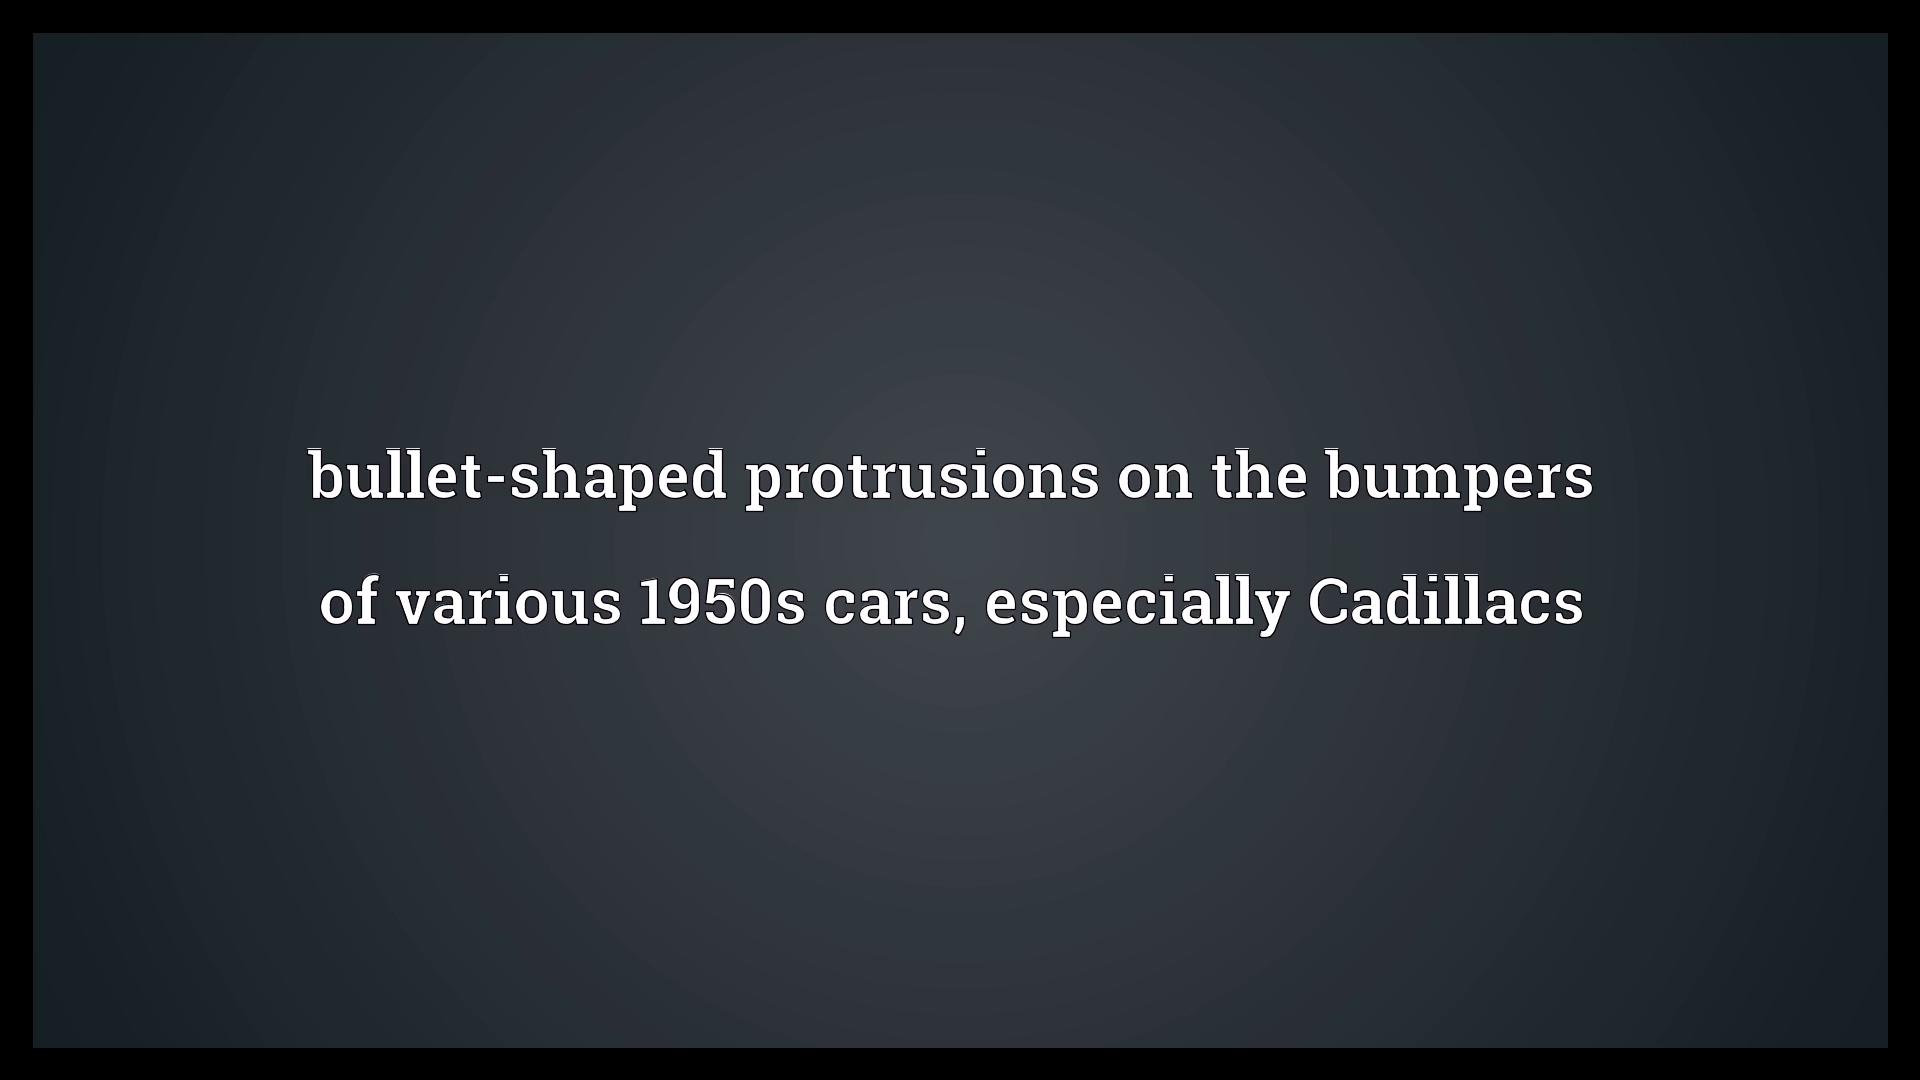 bullet-shaped protrusions on the bumpers
of various 1950s cars, especially Cadillacs